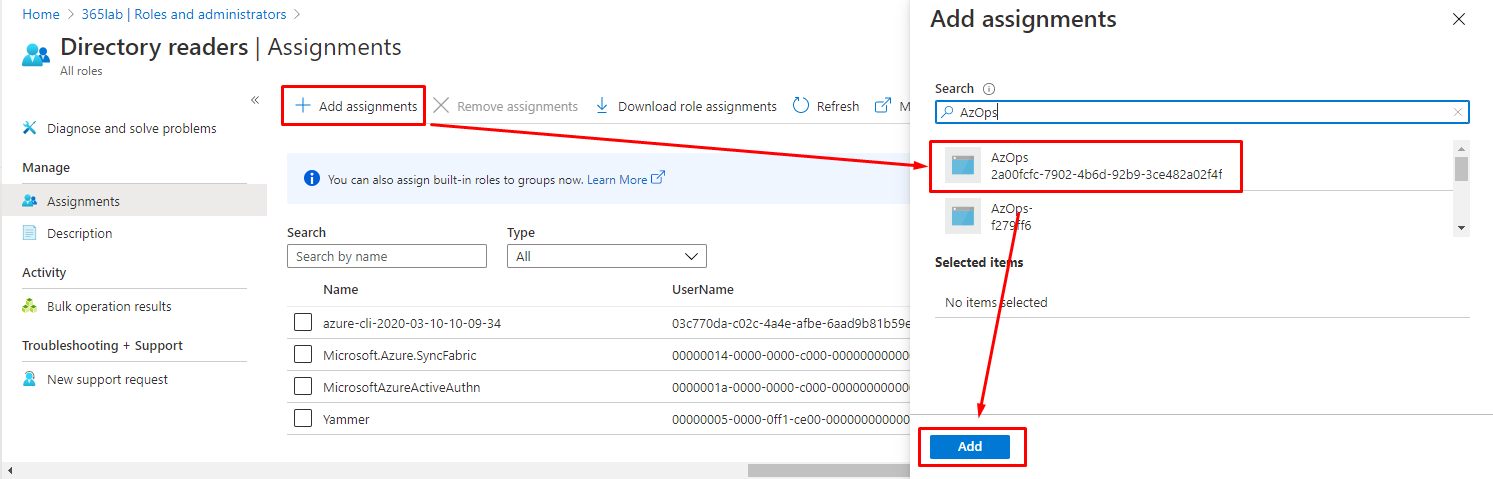 Home > 365lab | Roles and administrators >
Directory readers | Assignments
All roles
«
Diagnose and solve problems
Manage
Assignments
Description
Activity
Bulk operation results
Troubleshooting + Support
New support request
Add assignments Remove assignments Download role assignments Refresh M
You can also assign built-in roles to groups now. Learn More
Search Type
Search by name All
Name UserName
azure-cli-2020-03-10-10-09-34 03c770da-c02c-4a4e-afbe-6aad9b81b59e
Microsoft.Azure.SyncFabric 00000014-0000-0000-c000-00000000000
MicrosoftAzureActiveAuthn 0000001a-0000-0000-c000-00000000000
Yammer 00000005-0000-0ff1-ce00-000000000000
Add assignments
Search
AzOps
AzOps
2a00fcfc-7902-4b6d-92b9-3ce482a02f4f
AzOps-
f279ff6
Selected items
No items selected
Add